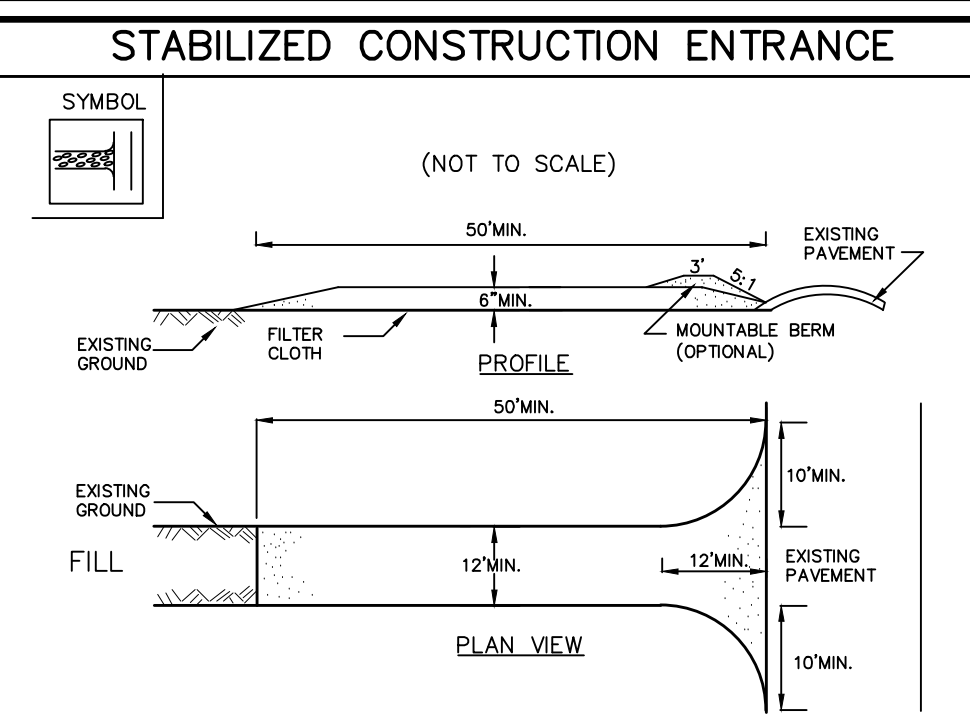 STABILIZED CONSTRUCTION ENTRANCE
SYMBOL
(NOT TO SCALE)
50'MIN.
EXISTING
PAVEMENT
3'
5:1
6"MIN.
EXISTING
GROUND
FILTER
CLOTH
MOUNTABLE BERM
(OPTIONAL)
PROFILE
50'MIN.
10'MIN.
EXISTING
GROUND
FILL
12'MIN.
12'MIN.
EXISTING
PAVEMENT
PLAN VIEW
10'MIN.